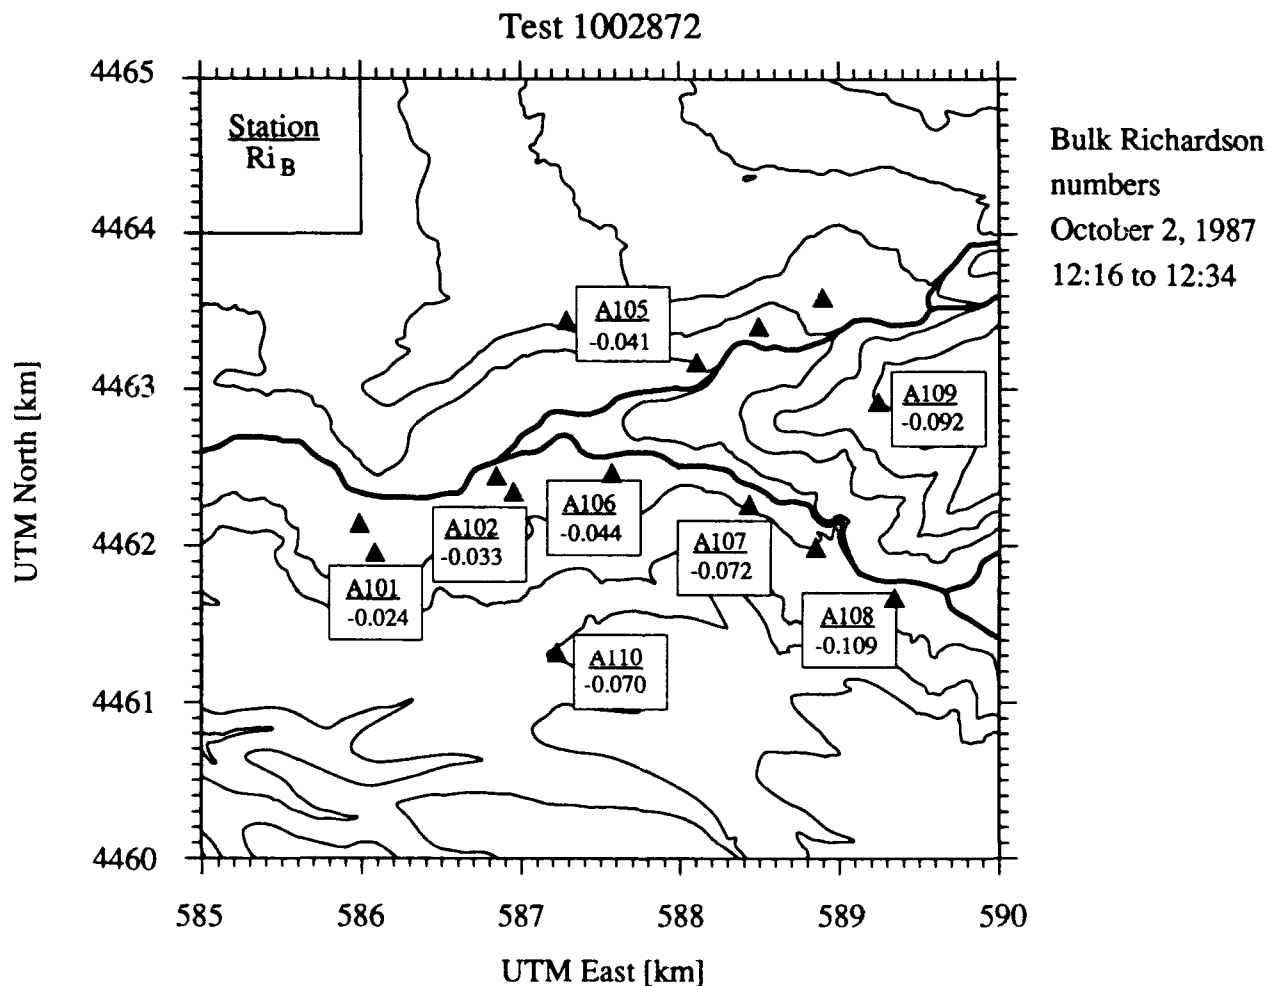 Test 1002872
4465
4464
4463
4462
4461
4460
UTM North [km]
Station
Ri B
Bulk Richardson
numbers
October 2, 1987
12:16 to 12:34
A105
-0.041
A109
-0.092
A106
-0.044
A102
-0.033
A107
-0.072
A101
-0.024
A108
-0.109
A110
-0.070
585 586 587 588 589 590
UTM East [km]